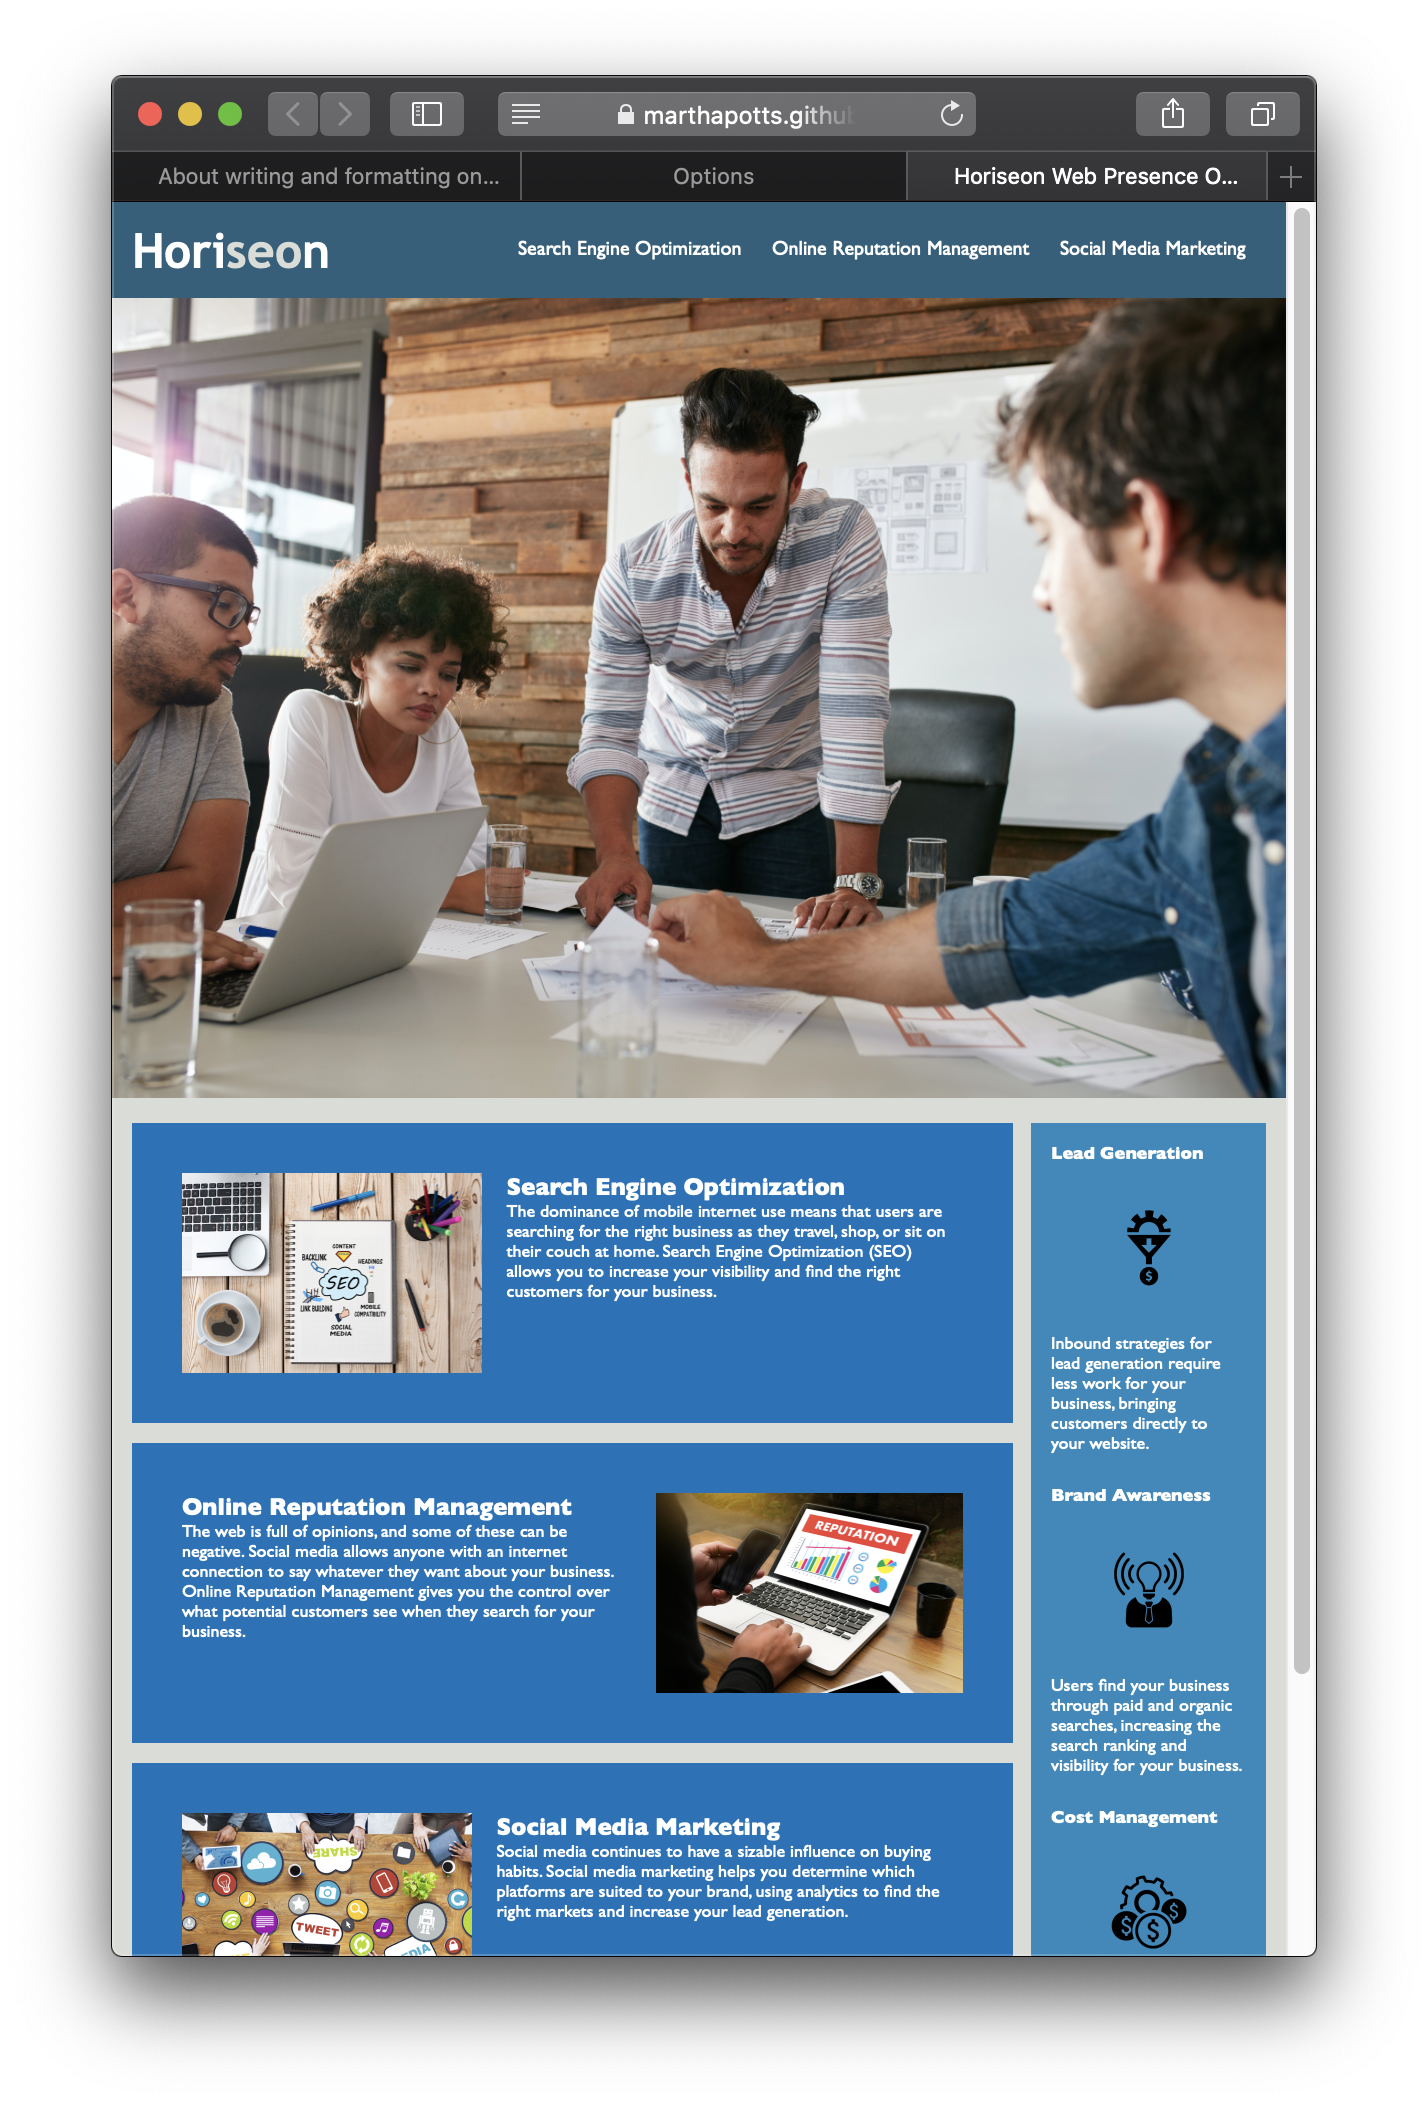 marthapotts.githu
About writing and formatting on...
Options
Horiseon Web Presence O...
Horiseon
Search Engine Optimization
Online Reputation Management
Social Media Marketing
Search Engine Optimization
The dominance of mobile internet use means that users are
searching for the right business as they travel, shop, or sit on
their couch at home. Search Engine Optimization (SEO)
allows you to increase your visibility and find the right
customers for your business.
CONTENT
BACKLINK
HEADINGS
SEO
LINK BUILDING
MOBILE
COMPATIBILITY
SOCIAL
MEDIA
Online Reputation Management
The web is full of opinions, and some of these can be
negative. Social media allows anyone with an internet
connection to say whatever they want about your business.
Online Reputation Management gives you the control over
what potential customers see when they search for your
business.
REPUTATION
Social Media Marketing
Social media continues to have a sizable influence on buying
habits. Social media marketing helps you determine which
platforms are suited to your brand, using analytics to find the
right markets and increase your lead generation.
SHARE
TWEET
Lead Generation
$
Inbound strategies for
lead generation require
less work for your
business, bringing
customers directly to
your website.
Brand Awareness
Users find your business
through paid and organic
searches, increasing the
search ranking and
visibility for your business.
Cost Management
$ $ $